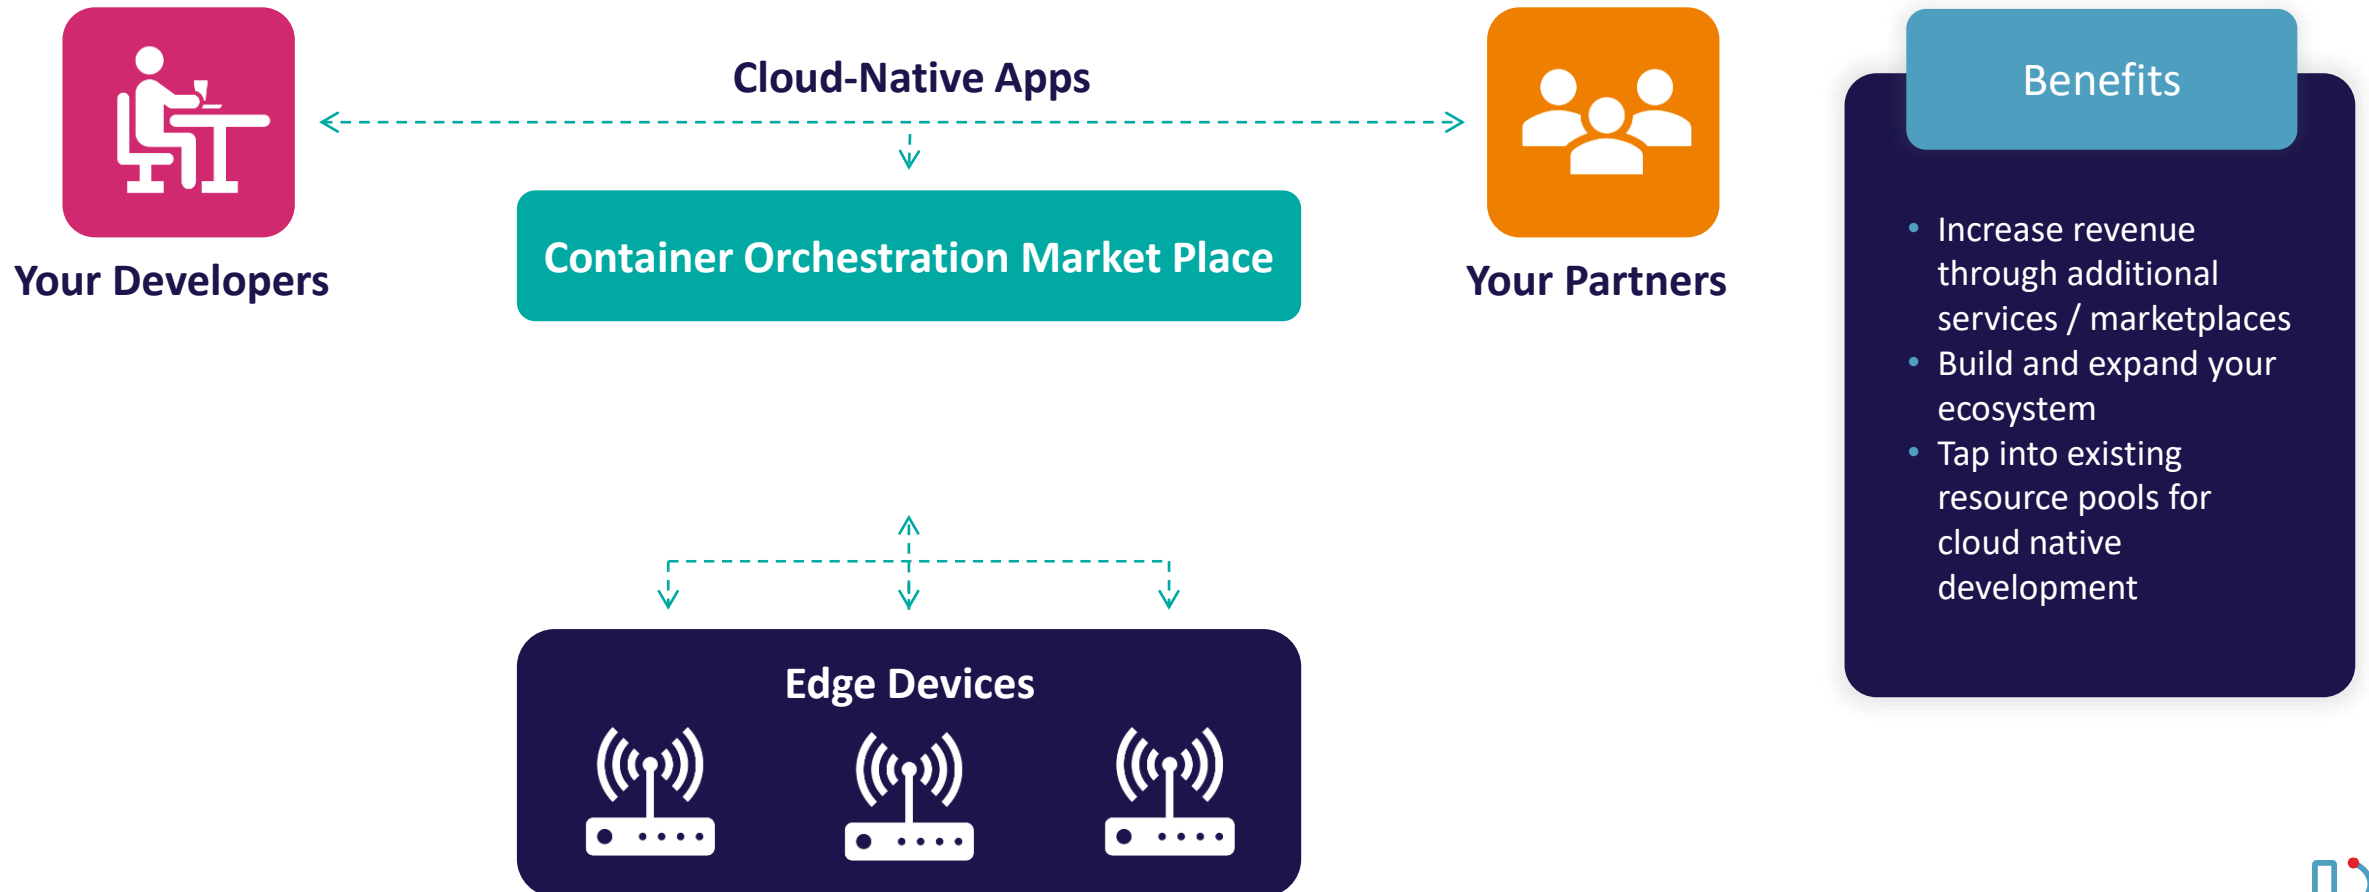 Cloud-Native Apps
Your Developers
Container Orchestration Market Place
Your Partners
Edge Devices
Benefits
• Increase revenue
through additional
services / marketplaces
• Build and expand your
ecosystem
• Tap into existing
resource pools for
cloud native
development